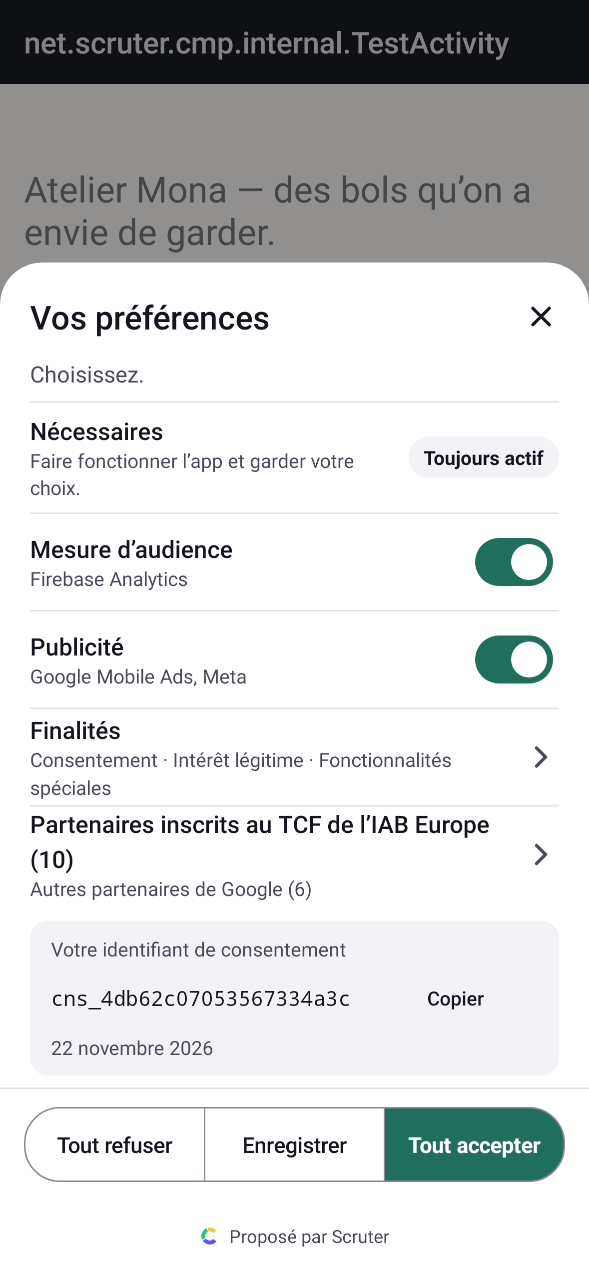 net.scruter.cmp.internal.TestActivity
Atelier Mona — des bols qu’on a
envie de garder.
Vos préférences
Choisissez.
Nécessaires
Faire fonctionner l’app et garder votre
choix.
Toujours actif
Mesure d’audience
Firebase Analytics
Publicité
Google Mobile Ads, Meta
Finalités
Consentement · Intérêt légitime · Fonctionnalités
spéciales
Partenaires inscrits au TCF de l’IAB Europe
(10)
Autres partenaires de Google (6)
Votre identifiant de consentement
cns_4db62c07053567334a3c
Copier
22 novembre 2026
Tout refuser
Enregistrer
Tout accepter
Proposé par Scruter